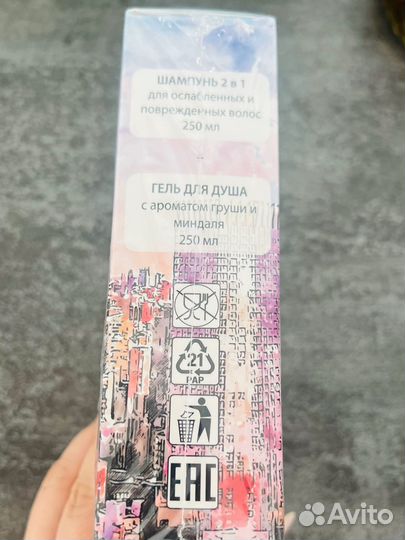 ШАМПУНЬ 2 в 1
для ослабленных и
поврежденных волос
250 мл
ГЕЛЬ ДЛЯ ДУША
с ароматом груши и
миндаля
250 мл
21
PAP
EAC
Avito